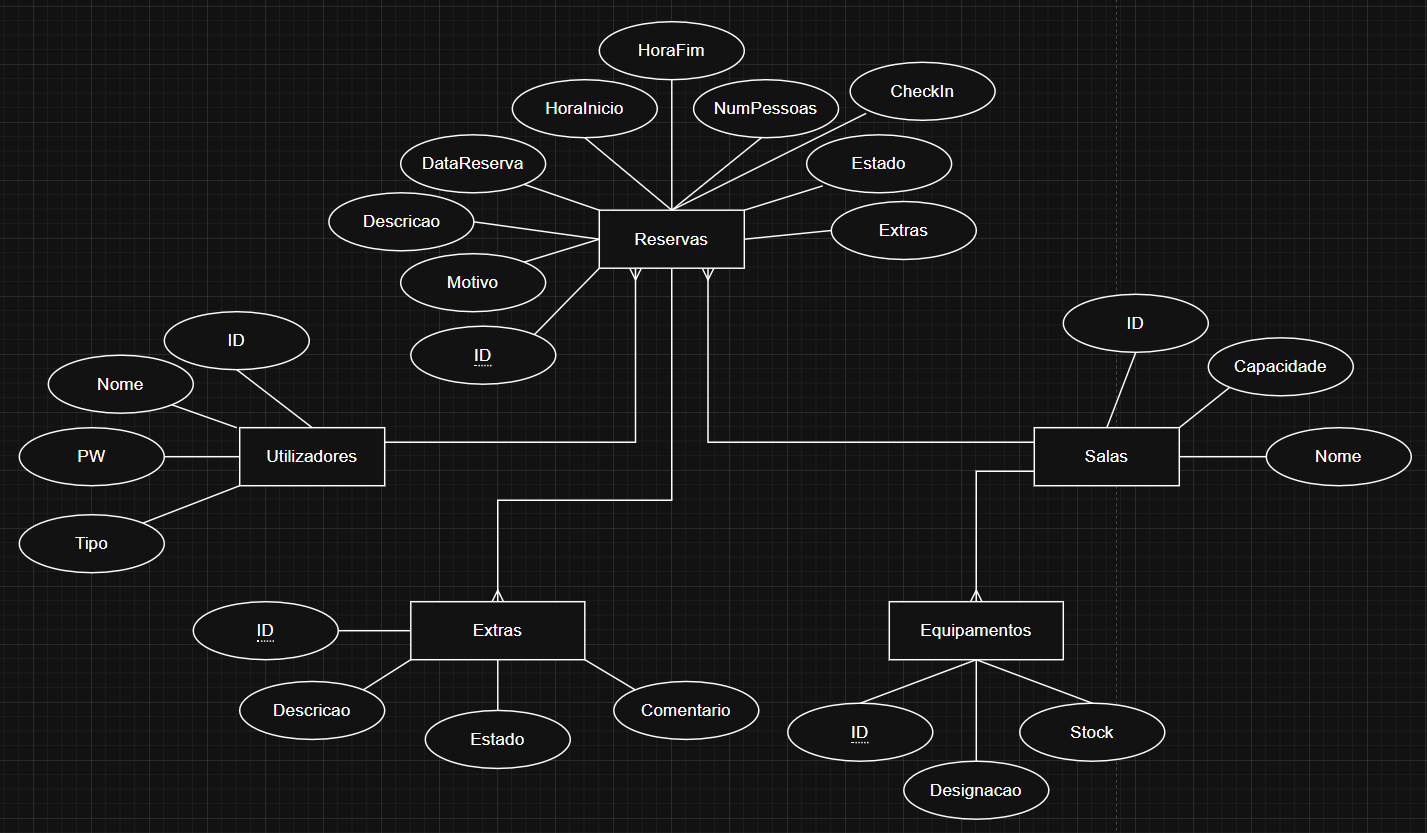 HoraFim
CheckIn
HoraInicio
NumPessoas
DataReserva
Estado
Descricao
Extras
Reservas
Motivo
ID
ID
ID
Nome
Capacidade
PW
Utilizadores
Salas
Nome
Tipo
ID
Extras
Equipamentos
Descricao
Comentario
Estado
ID
Stock
Designacao